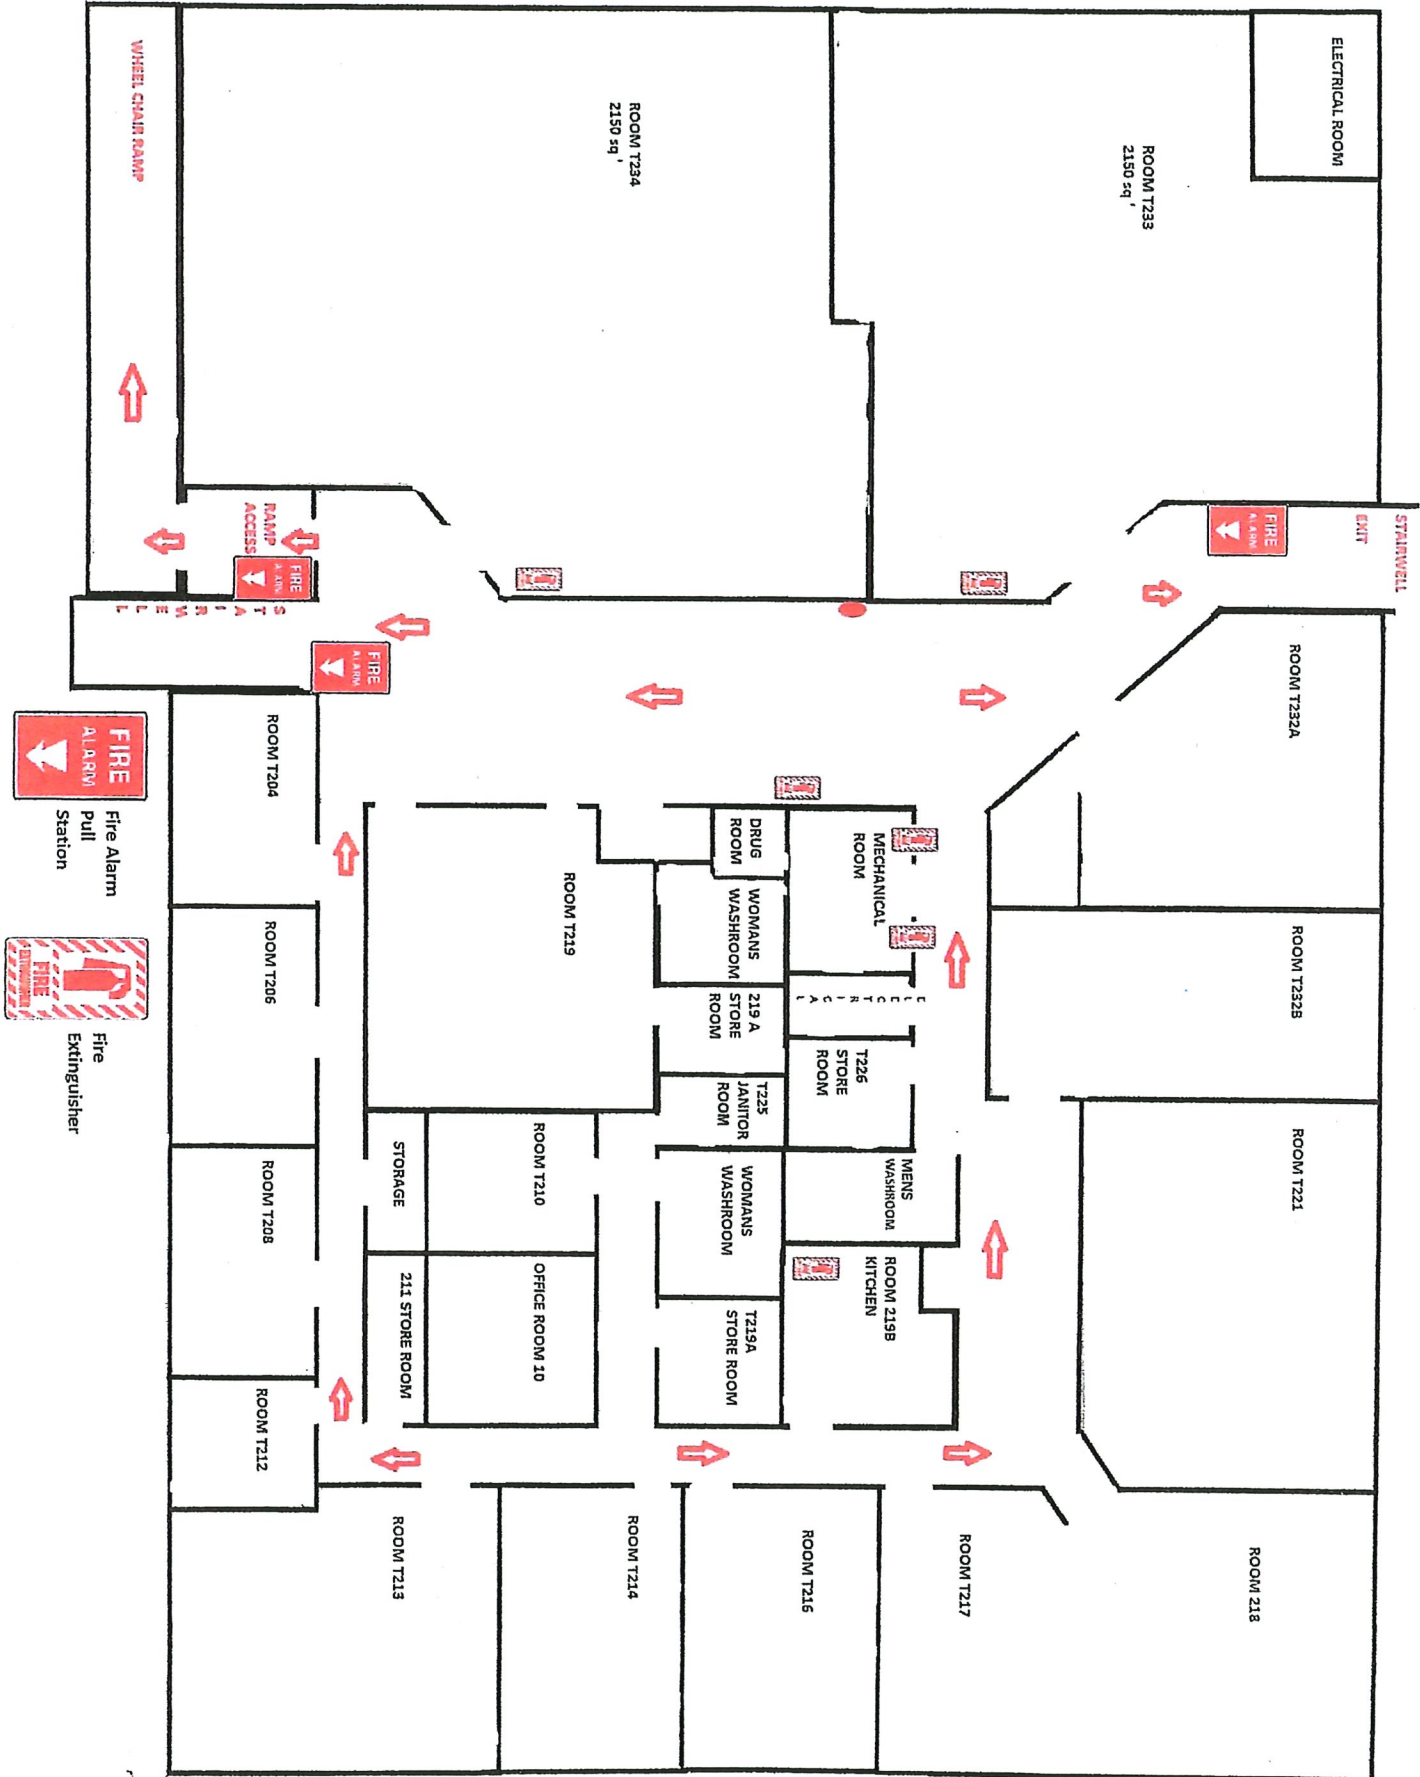 STAIRWELL
EXIT
FIRE
ALARM
ELECTRICAL ROOM
ROOM T233
2150 sq '
ROOM T234
2150 sq '
WHEEL CHAIR RAMP
RAMP
ACCESS
FIRE
ALARM
STAIRWELL
FIRE
ALARM
ROOM T232A
ROOM T232B
ROOM T221
ROOM 218
MECHANICAL
ROOM
ELECTRICAL
T226
STORE
ROOM
MENS
WASHROOM
ROOM 219B
KITCHEN
ROOM T217
DRUG
ROOM
WOMANS
WASHROOM
219 A
STORE
ROOM
T225
JANITOR
ROOM
WOMANS
WASHROOM
T219A
STORE ROOM
ROOM T216
ROOM T219
ROOM T210
OFFICE ROOM 10
ROOM T214
STORAGE
211 STORE ROOM
ROOM T213
ROOM T204
ROOM T206
ROOM T208
ROOM T212
FIRE
ALARM
Fire Alarm
Pull
Station
FIRE
EXTINGUISHER
Fire
Extinguisher